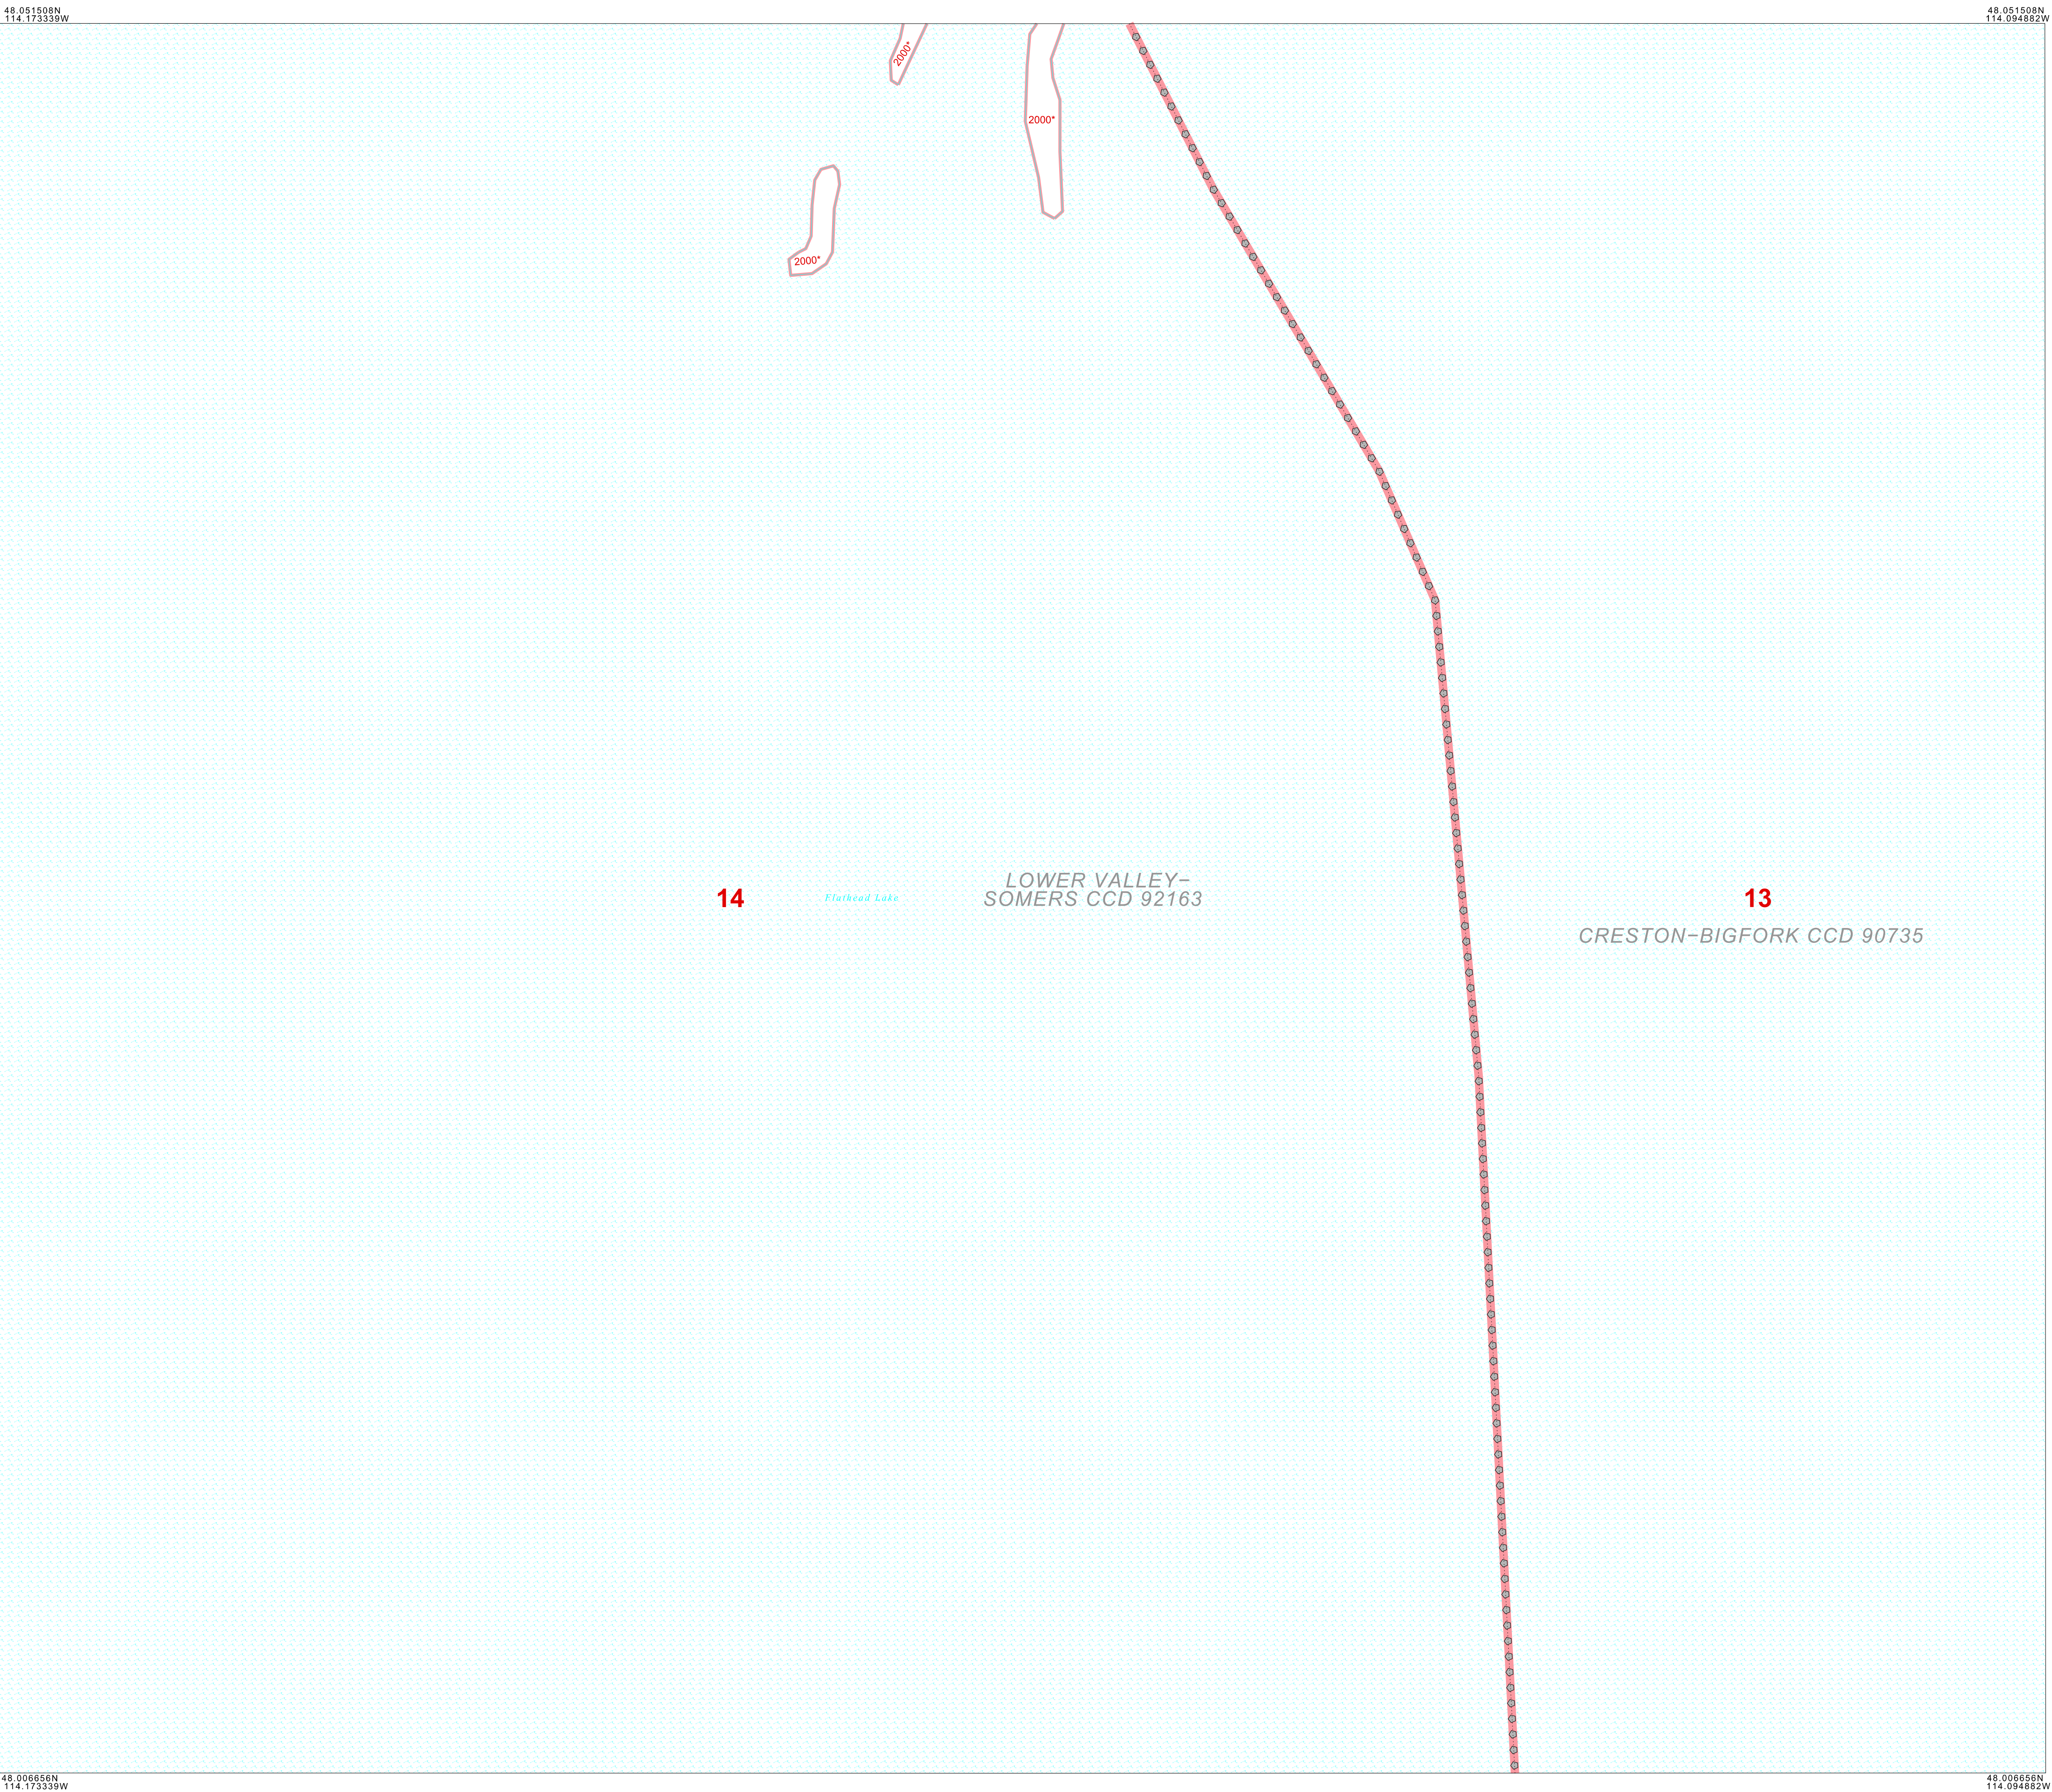 48.051508N
114.173339W
48.051508N
114.094882W
2000*
2000*
2000*
LOWER VALLEY–
SOMERS CCD 92163
14
Flathead Lake
13
CRESTON–BIGFORK CCD 90735
48.006656N
114.173339W
48.006656N
114.094882W